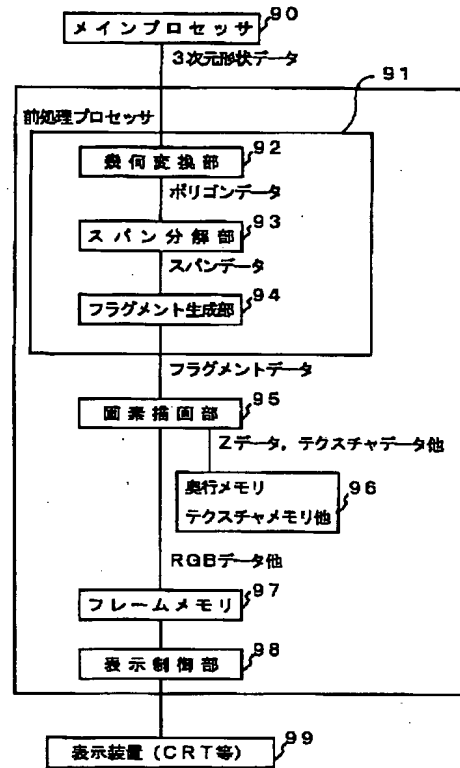 メインプロセッサ 90
3次元形状データ
91
前処理プロセッサ
幾何変換部 92
ポリゴンデータ
スパン分解部 93
スパンデータ
フラグメント生成部 94
フラグメントデータ
画素描画部 95
Zデータ,テクスチャデータ他
奥行メモリ
テクスチャメモリ他 96
RGBデータ他
フレームメモリ 97
表示制御部 98
表示装置(CRT等) 99